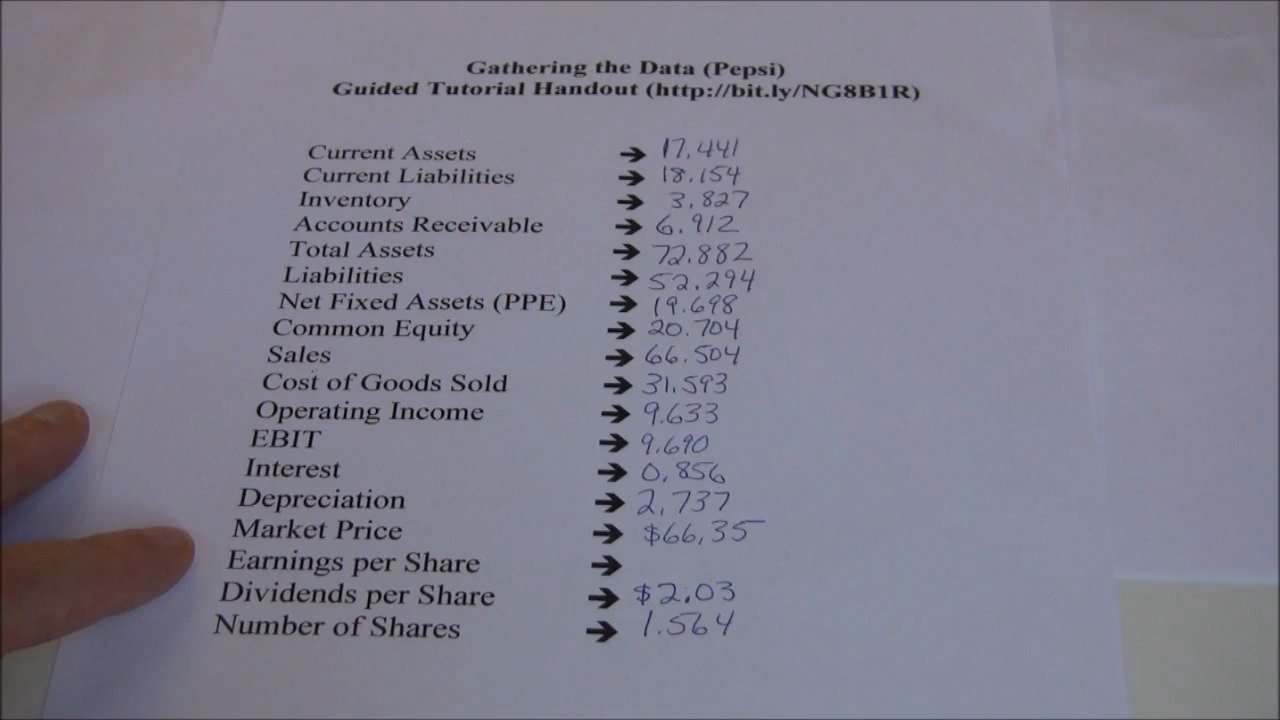 Gathering the Data (Pepsi)
Guided Tutorial Handout (http://bit.ly/NG8B1R)
Current Assets → 17.441
Current Liabilities → 18.154
Inventory → 3.827
Accounts Receivable → 6.912
Total Assets → 72.882
Liabilities → 52.294
Net Fixed Assets (PPE) → 19.698
Common Equity → 20.704
Sales → 66.504
Cost of Goods Sold → 31.593
Operating Income → 9.633
EBIT → 9.690
Interest → 0.856
Depreciation → 2.737
Market Price → $66.35
Earnings per Share →
Dividends per Share → $2.03
Number of Shares → 1.564